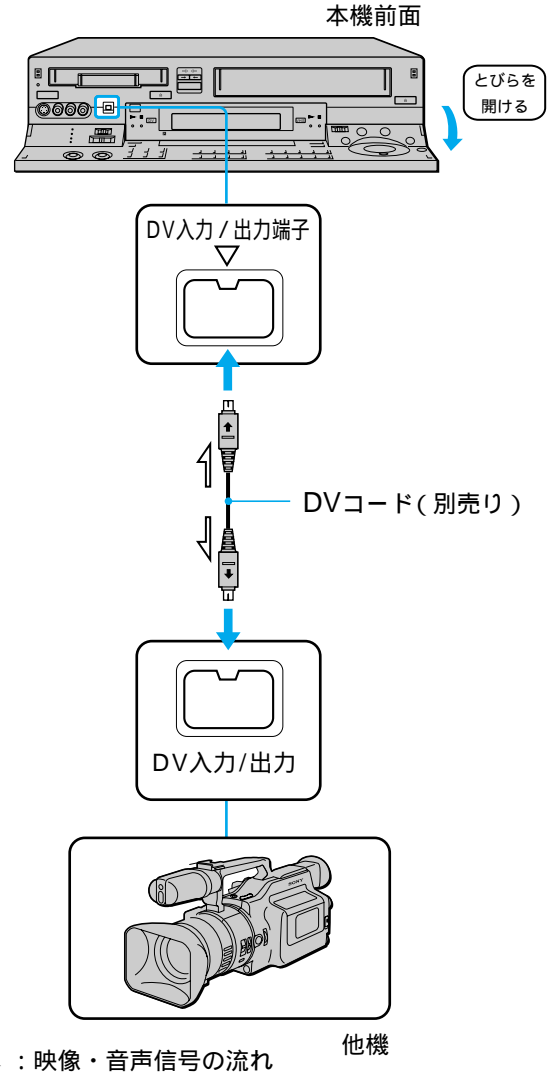 本機前面
とびらを
開ける
DV入力/出力端子
DVコード(別売り)
DV入力/出力
SONY
他機
:映像・音声信号の流れ